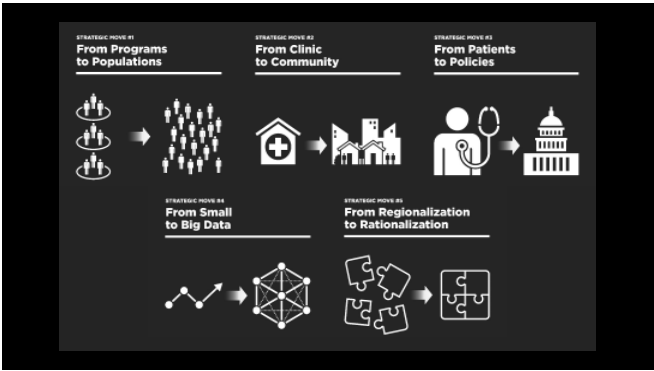 STRATEGIC MOVE #1
From Programs
to Populations
STRATEGIC MOVE #2
From Clinic
to Community
STRATEGIC MOVE #3
From Patients
to Policies
STRATEGIC MOVE #4
From Small
to Big Data
STRATEGIC MOVE #5
From Regionalization
to Rationalization